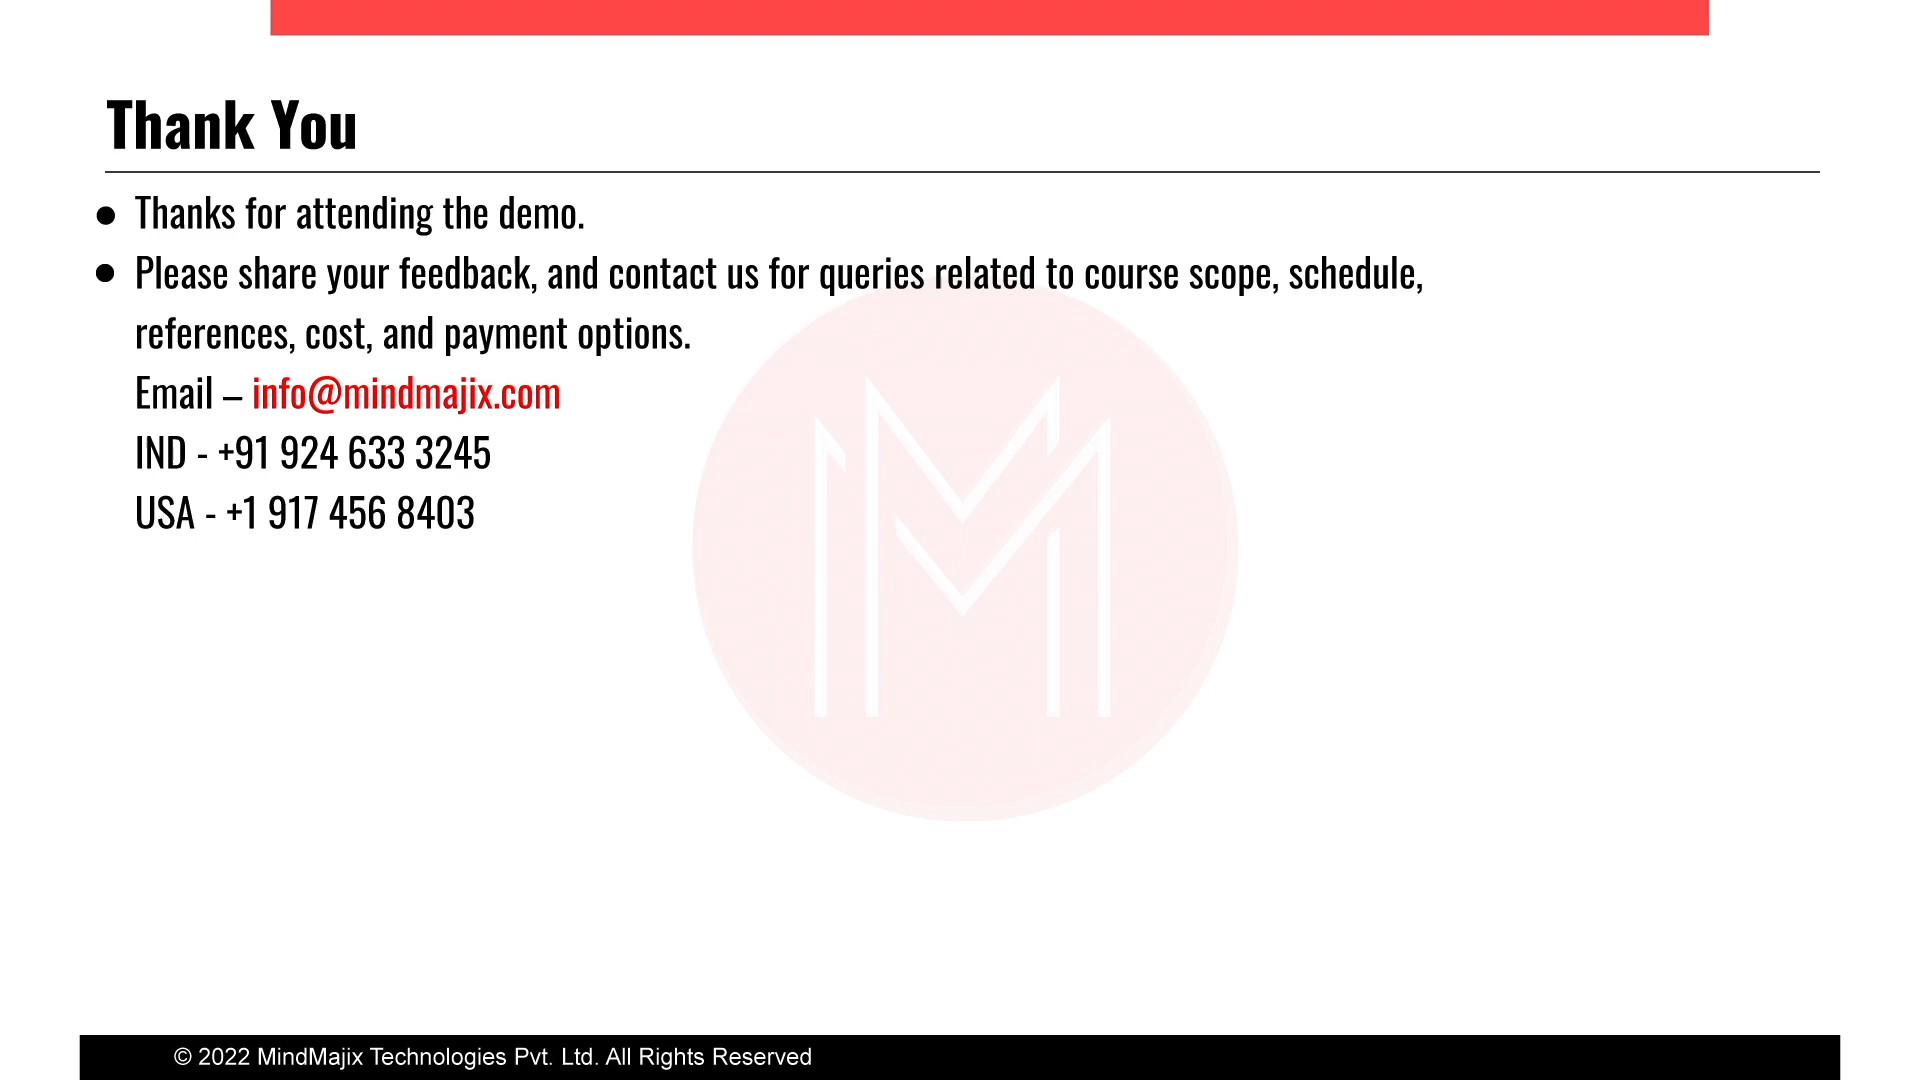 Thank You
● Thanks for attending the demo.
● Please share your feedback, and contact us for queries related to course scope, schedule,
references, cost, and payment options.
Email – info@mindmajix.com
IND - +91 924 633 3245
USA - +1 917 456 8403
© 2022 MindMajix Technologies Pvt. Ltd. All Rights Reserved